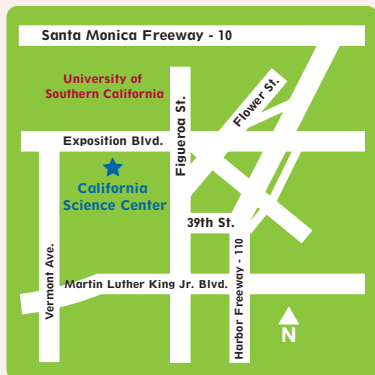 Santa Monica Freeway - 10
University of
Southern California
Flower St.
Figueroa St.
Exposition Blvd.
California
Science Center
39th St.
Vermont Ave.
Harbor Freeway - 110
Martin Luther King Jr. Blvd.
N